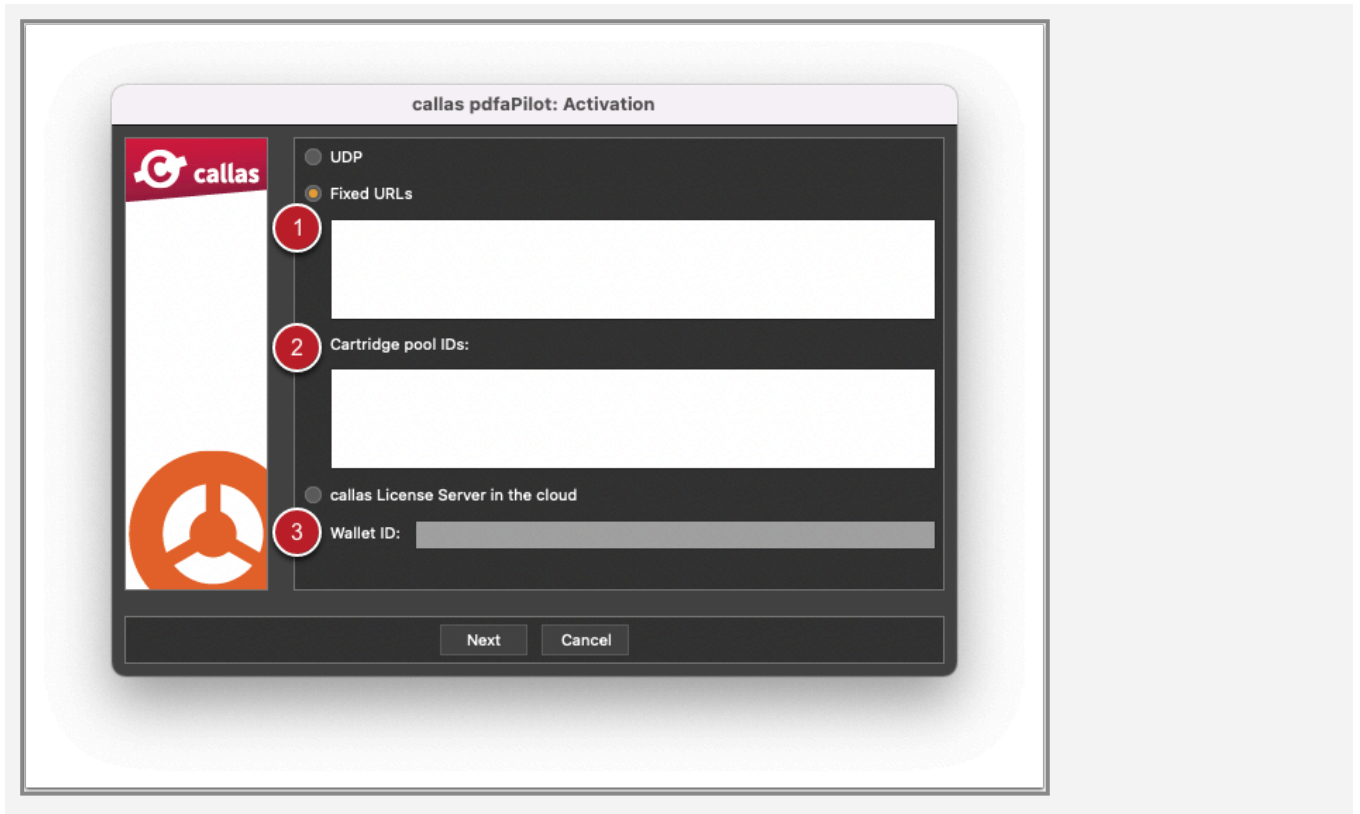 callas pdfaPilot: Activation
callas
UDP
Fixed URLs
1
2 Cartridge pool IDs:
callas License Server in the cloud
3 Wallet ID:
Next Cancel